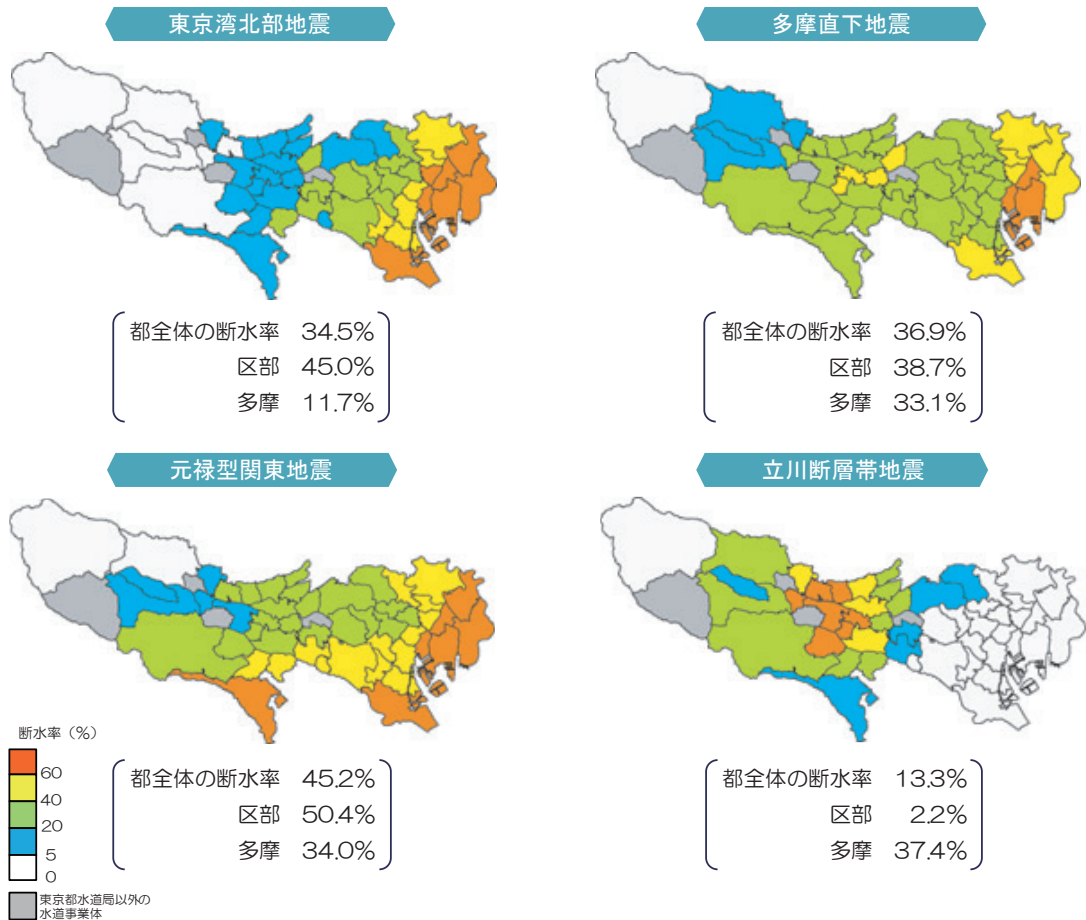 東京湾北部地震
多摩直下地震
都全体の断水率 34.5%
区部 45.0%
多摩 11.7%
都全体の断水率 36.9%
区部 38.7%
多摩 33.1%
元禄型関東地震
立川断層帯地震
都全体の断水率 45.2%
区部 50.4%
多摩 34.0%
都全体の断水率 13.3%
区部 2.2%
多摩 37.4%
断水率（%）
60
40
20
5
0
東京都水道局以外の
水道事業体